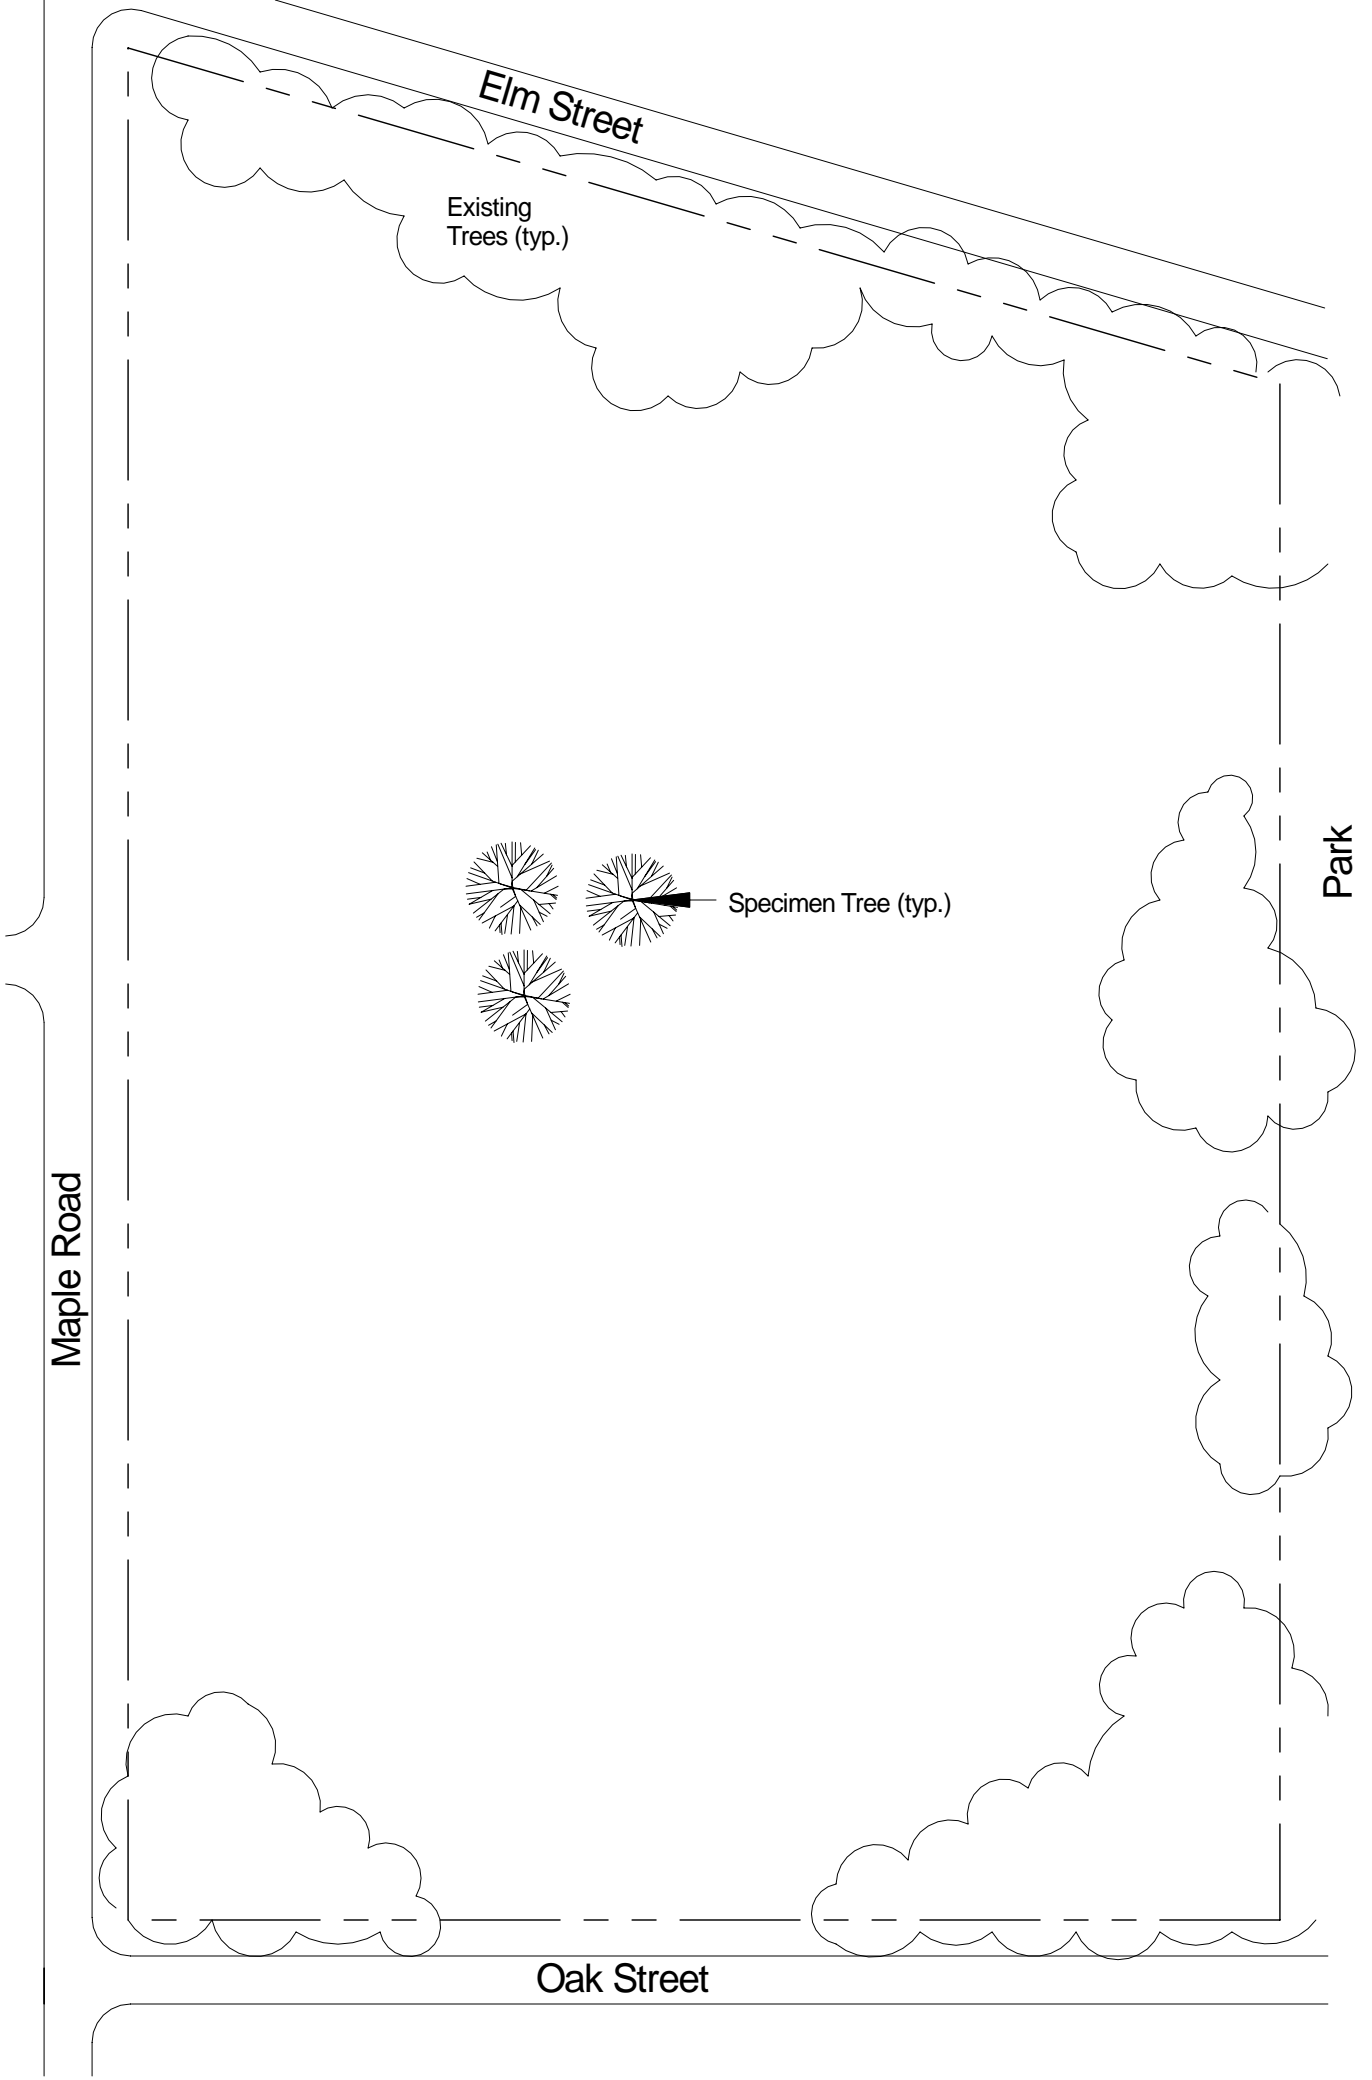 Elm Street
Existing
Trees (typ.)
Specimen Tree (typ.)
Park
Maple Road
Oak Street